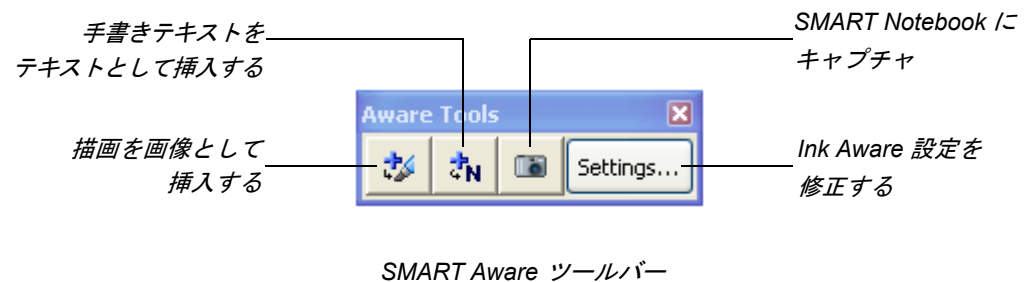 手書きテキストを
テキストとして挿入する
SMART Notebook に
キャプチャ
Aware Tools
描画を画像として
挿入する
N
Settings...
Ink Aware 設定を
修正する
SMART Aware ツールバー